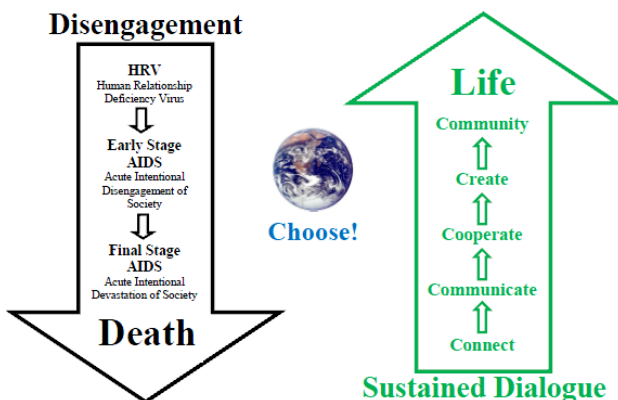 Disengagement
HRV
Human Relationship
Deficiency Virus
Early Stage
AIDS
Acute Intentional
Disengagement of
Society
Final Stage
AIDS
Acute Intentional
Devastation of Society
Death
Choose!
Life
Community
Create
Cooperate
Communicate
Connect
Sustained Dialogue